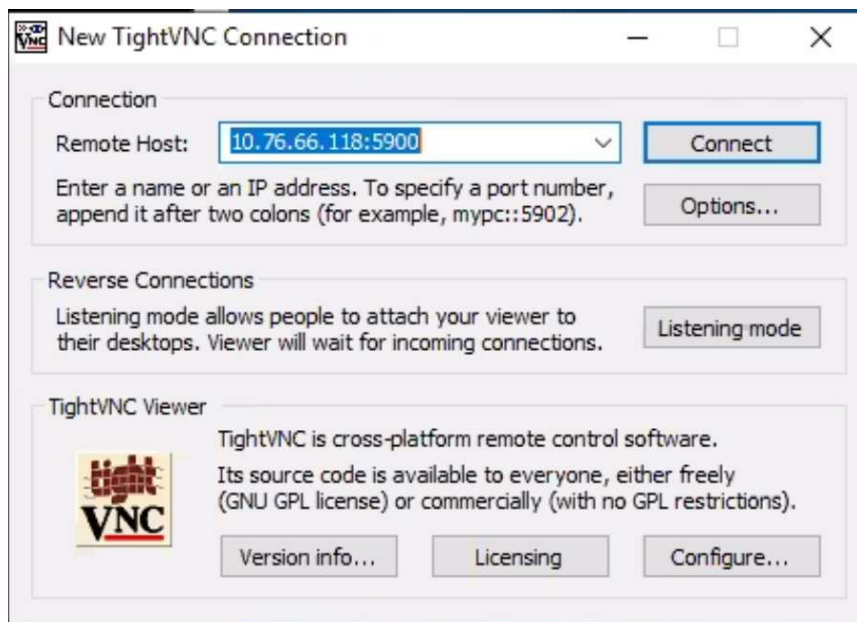 New TightVNC Connection
Connection
Remote Host:
10.76.66.118:5900
Connect
Enter a name or an IP address. To specify a port number,
append it after two colons (for example, mypc::5902).
Options...
Reverse Connections
Listening mode allows people to attach your viewer to
their desktops. Viewer will wait for incoming connections.
Listening mode
TightVNC Viewer
tight
VNC
TightVNC is cross-platform remote control software.
Its source code is available to everyone, either freely
(GNU GPL license) or commercially (with no GPL restrictions).
Version info...
Licensing
Configure...